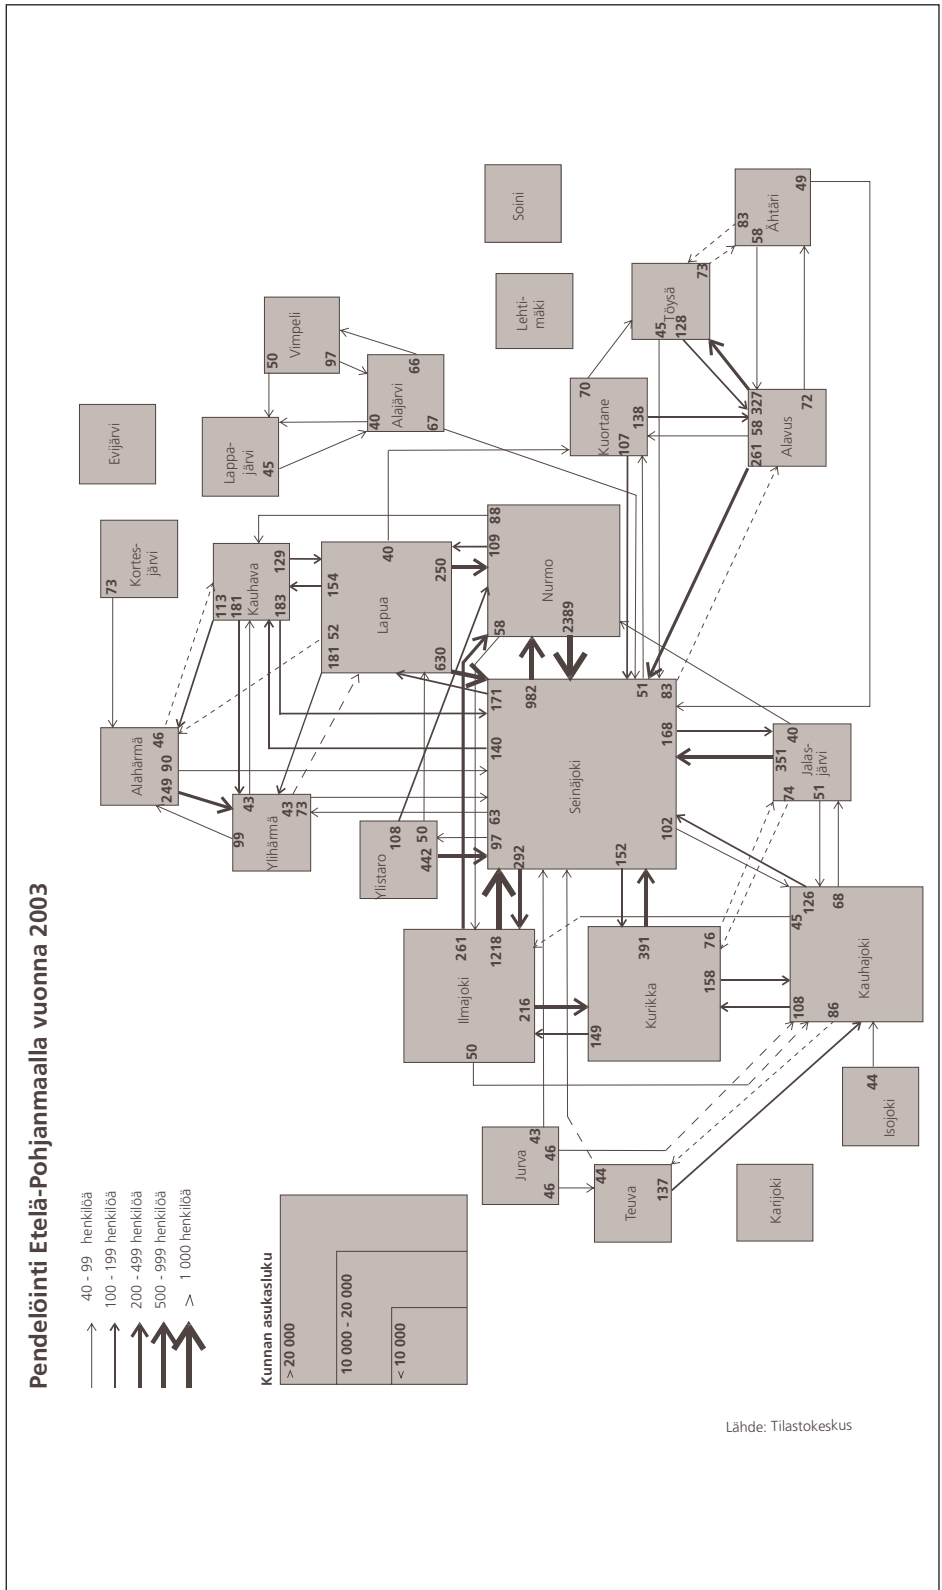 Pendelöinti Etelä-Pohjanmaalla vuonna 2003
40 - 99 henkilöä
100 - 199 henkilöä
200 - 499 henkilöä
500 - 999 henkilöä
> 1 000 henkilöä
Kunnan asukasluku
> 20 000
10 000 - 20 000
< 10 000
Evijärvi
Kortes-
järvi
73
Alahärmä
46
90
249
Ylihärmä
99
43
43
73
Kauhava
113
181
183
129
Lappa-
järvi
45
Vimpeli
50
97
Alajärvi
40
66
67
Lapua
154
52
181
40
250
630
Ylistaro
108
50
442
Nurmo
88
109
58
2389
Soini
Lehti-
mäki
Kuortane
70
138
107
Töysä
45
128
73
Ähtäri
83
58
49
Alavus
327
58
261
72
Seinäjoki
171
982
140
63
97
292
152
102
168
83
51
Ilmajoki
261
1218
216
50
Kurikka
391
149
158
76
Jalas-
järvi
351
40
74
51
Kauhajoki
45
126
68
108
86
Jurva
43
46
46
Teuva
44
137
Karijoki
Isojoki
44
Lähde: Tilastokeskus